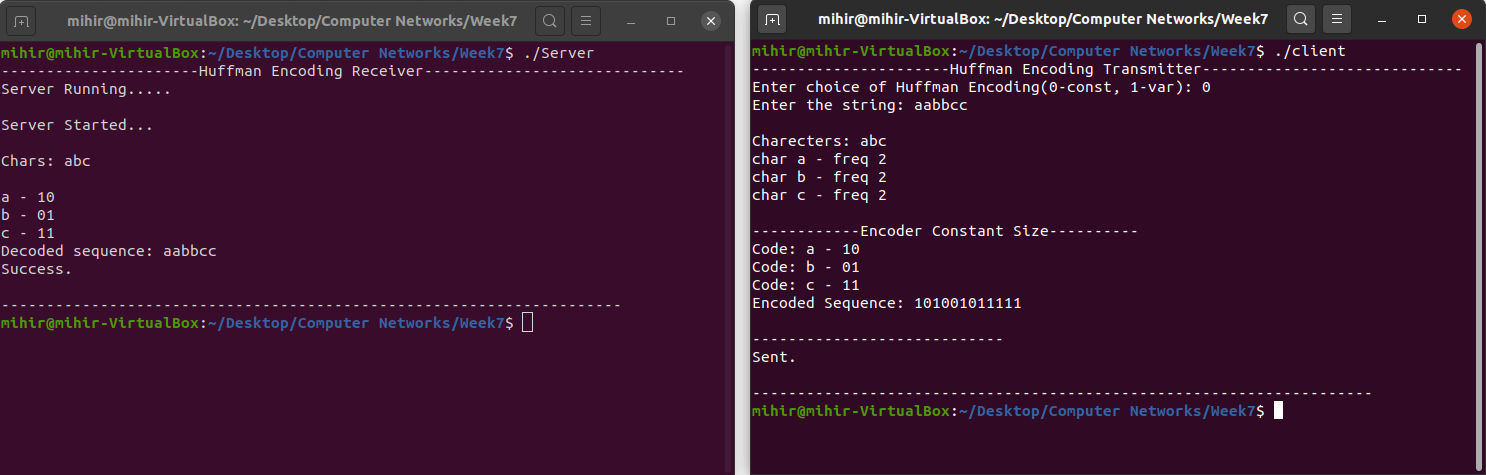 mihir@mihir-VirtualBox: ~/Desktop/Computer Networks/Week7
mihir@mihir-VirtualBox:~/Desktop/Computer Networks/Week7$ ./Server
----------------------Huffman Encoding Receiver-----------------------------
Server Running.....
Server Started...
Chars: abc
a - 10
b - 01
c - 11
Decoded sequence: aabbcc
Success.
---------------------------------------------------------------------
mihir@mihir-VirtualBox:~/Desktop/Computer Networks/Week7$
mihir@mihir-VirtualBox: ~/Desktop/Computer Networks/Week7
mihir@mihir-VirtualBox:~/Desktop/Computer Networks/Week7$ ./client
----------------------Huffman Encoding Transmitter-----------------------------
Enter choice of Huffman Encoding(0-const, 1-var): 0
Enter the string: aabbcc
Charecters: abc
char a - freq 2
char b - freq 2
char c - freq 2
------------Encoder Constant Size----------
Code: a - 10
Code: b - 01
Code: c - 11
Encoded Sequence: 101001011111
----------------------------
Sent.
---------------------------------------------------------------------
mihir@mihir-VirtualBox:~/Desktop/Computer Networks/Week7$